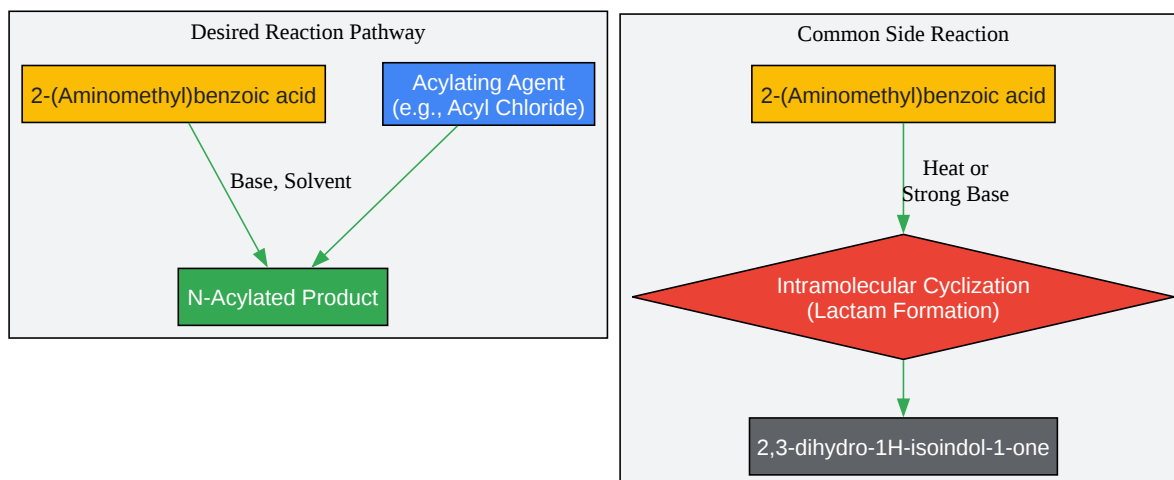 Desired Reaction Pathway
2-(Aminomethyl)benzoic acid
Acylating Agent
(e.g., Acyl Chloride)
Base, Solvent
N-Acylated Product
Common Side Reaction
2-(Aminomethyl)benzoic acid
Heat or
Strong Base
Intramolecular Cyclization
(Lactam Formation)
2,3-dihydro-1H-isoindol-1-one